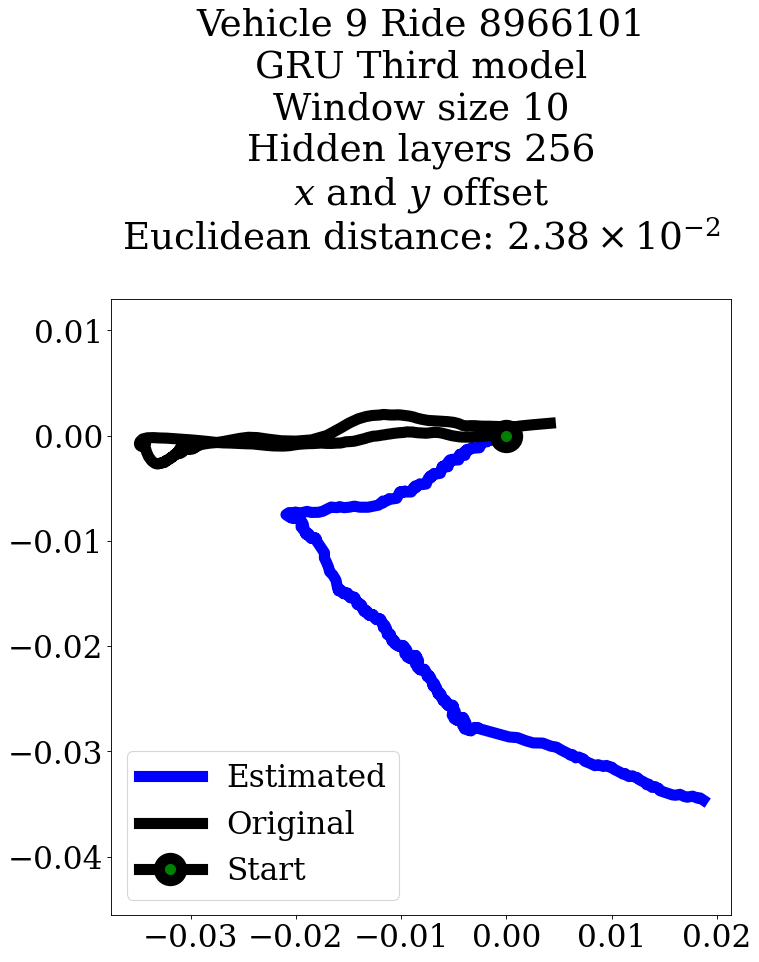 Vehicle 9 Ride 8966101
GRU Third model
Window size 10
Hidden layers 256
x and y offset
Euclidean distance: 2.38 × 10⁻²
0.01
0.00
−0.01
−0.02
−0.03
−0.04
Estimated
Original
Start
−0.03 −0.02 −0.01 0.00 0.01 0.02